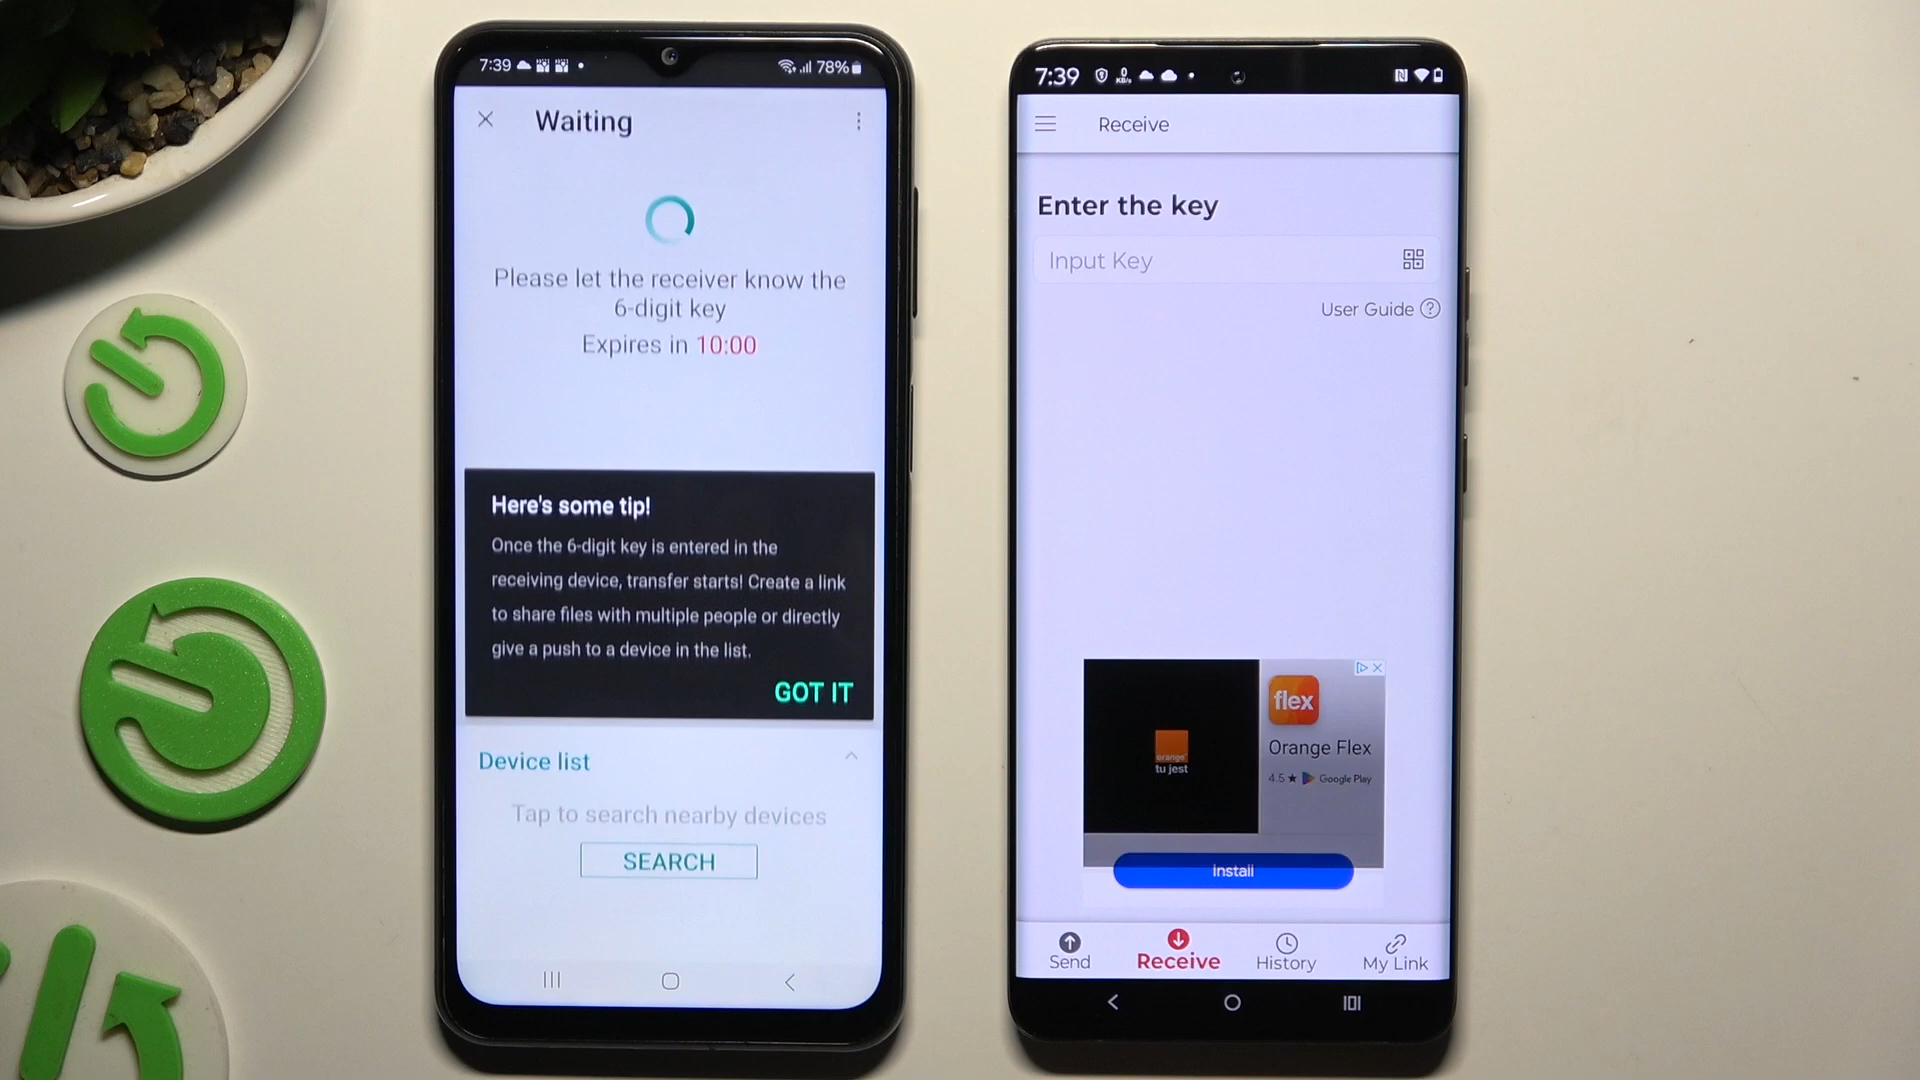 7:39
78%
Waiting
Please let the receiver know the
6-digit key
Expires in 10:00
Here's some tip!
Once the 6-digit key is entered in the
receiving device, transfer starts! Create a link
to share files with multiple people or directly
give a push to a device in the list.
GOT IT
Device list
Tap to search nearby devices
SEARCH
7:39
0
KB/s
Receive
Enter the key
Input Key
User Guide ?
orange
tu jest
flex
Orange Flex
4.5 ★ Google Play
Install
Send
Receive
History
My Link